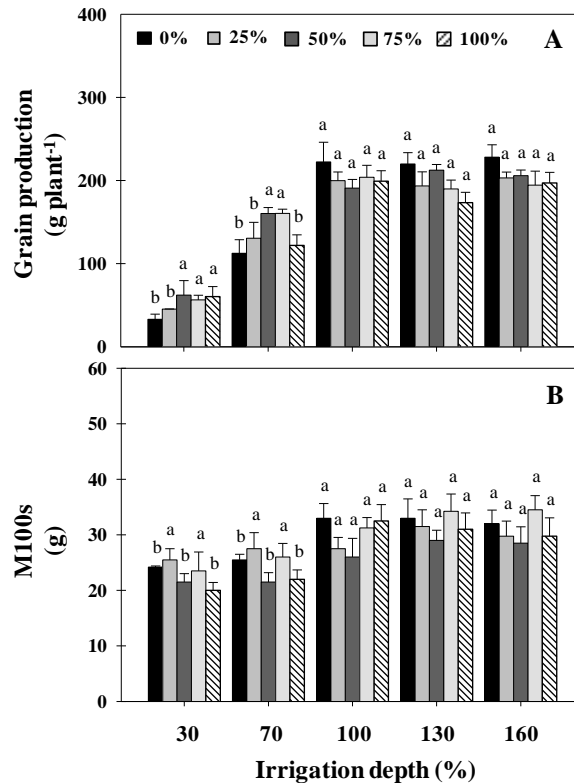 400
0% 25% 50% 75% 100%
A
300
200
100
0
Grain production
(g plant-1)
b b a a a
b b a a b
a a a a a
a a a a a
a a a a a
60
B
50
40
30
20
10
0
M100s
(g)
b a b a b
b a b a b
a a a a a
a a a a a
a a a a a
30 70 100 130 160
Irrigation depth (%)